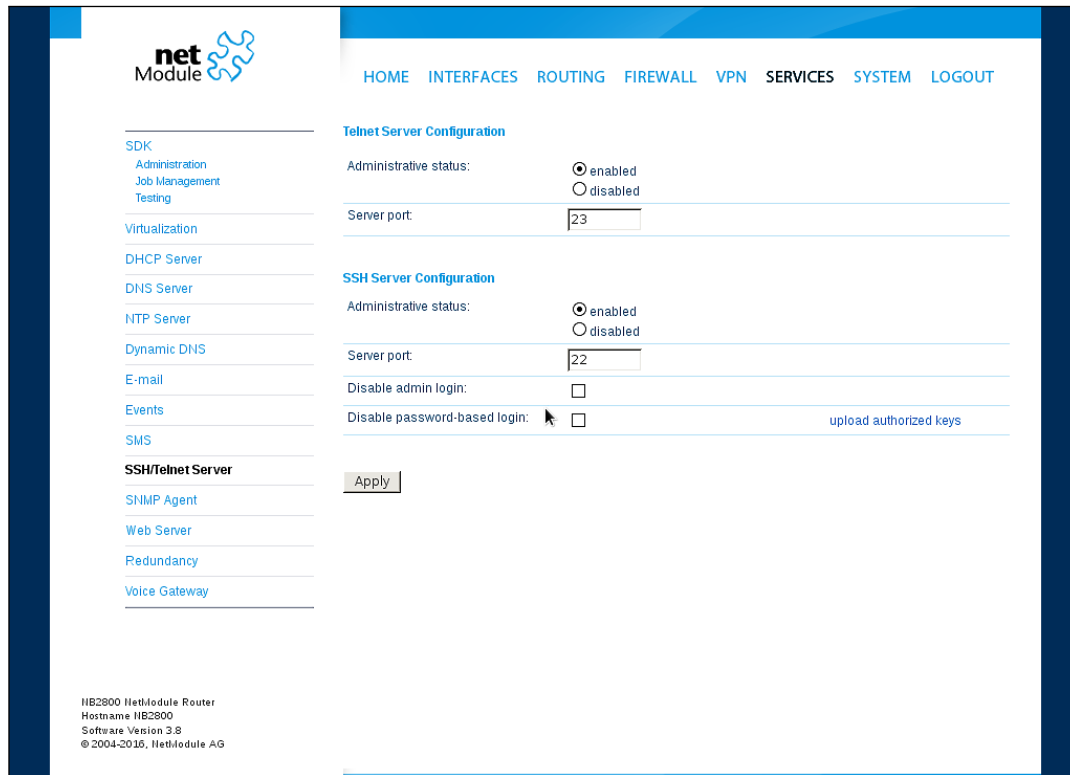 net
Module
HOME INTERFACES ROUTING FIREWALL VPN SERVICES SYSTEM LOGOUT
SDK
Administration
Job Management
Testing
Virtualization
DHCP Server
DNS Server
NTP Server
Dynamic DNS
E-mail
Events
SMS
SSH/Telnet Server
SNMP Agent
Web Server
Redundancy
Voice Gateway
Telnet Server Configuration
Administrative status: enabled
disabled
Server port: 23
SSH Server Configuration
Administrative status: enabled
disabled
Server port: 22
Disable admin login:
Disable password-based login: upload authorized keys
Apply
NB2800 NetModule Router
Hostname NB2800
Software Version 3.8
© 2004-2016, NetModule AG